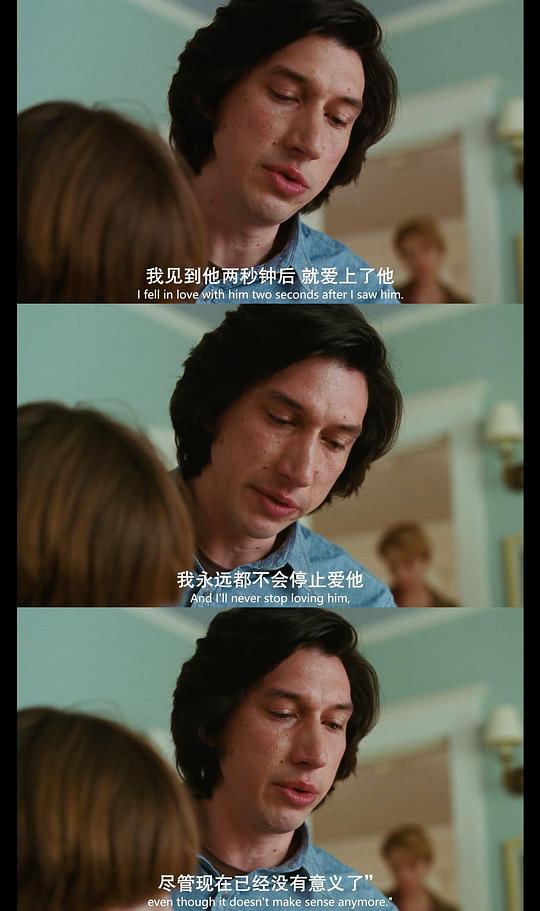 我见到他两秒钟后 就爱上了他
I fell in love with him two seconds after I saw him.
我永远都不会停止爱他
And I'll never stop loving him,
尽管现在已经没有意义了”
even though it doesn't make sense anymore."